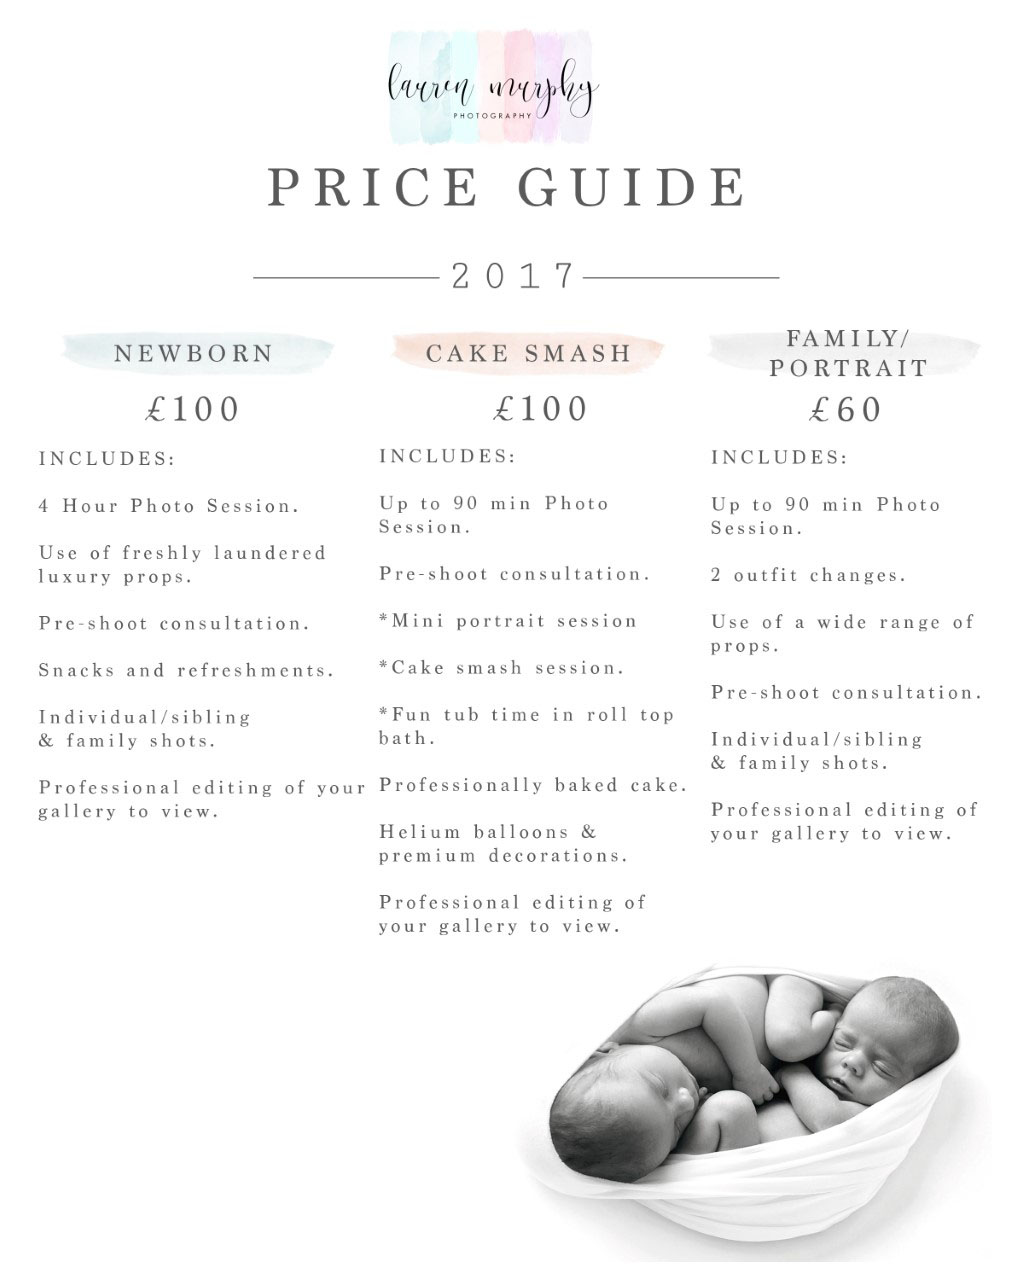 lauren murphy
PHOTOGRAPHY
PRICE GUIDE
2017
NEWBORN
£100
INCLUDES:
4 Hour Photo Session.
Use of freshly laundered
luxury props.
Pre-shoot consultation.
Snacks and refreshments.
Individual/sibling
& family shots.
Professional editing of your
gallery to view.
CAKE SMASH
£100
INCLUDES:
Up to 90 min Photo
Session.
Pre-shoot consultation.
*Mini portrait session
*Cake smash session.
*Fun tub time in roll top
bath.
Professionally baked cake.
Helium balloons &
premium decorations.
Professional editing of
your gallery to view.
FAMILY/
PORTRAIT
£60
INCLUDES:
Up to 90 min Photo
Session.
2 outfit changes.
Use of a wide range of
props.
Pre-shoot consultation.
Individual/sibling
& family shots.
Professional editing of
your gallery to view.